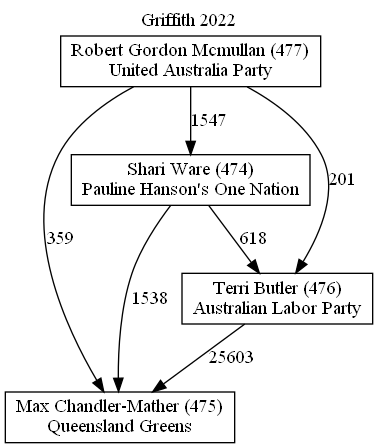 Griffith 2022
Robert Gordon Mcmullan (477)
United Australia Party
1547
Shari Ware (474)
Pauline Hanson's One Nation
201
359
1538
618
Terri Butler (476)
Australian Labor Party
25603
Max Chandler-Mather (475)
Queensland Greens